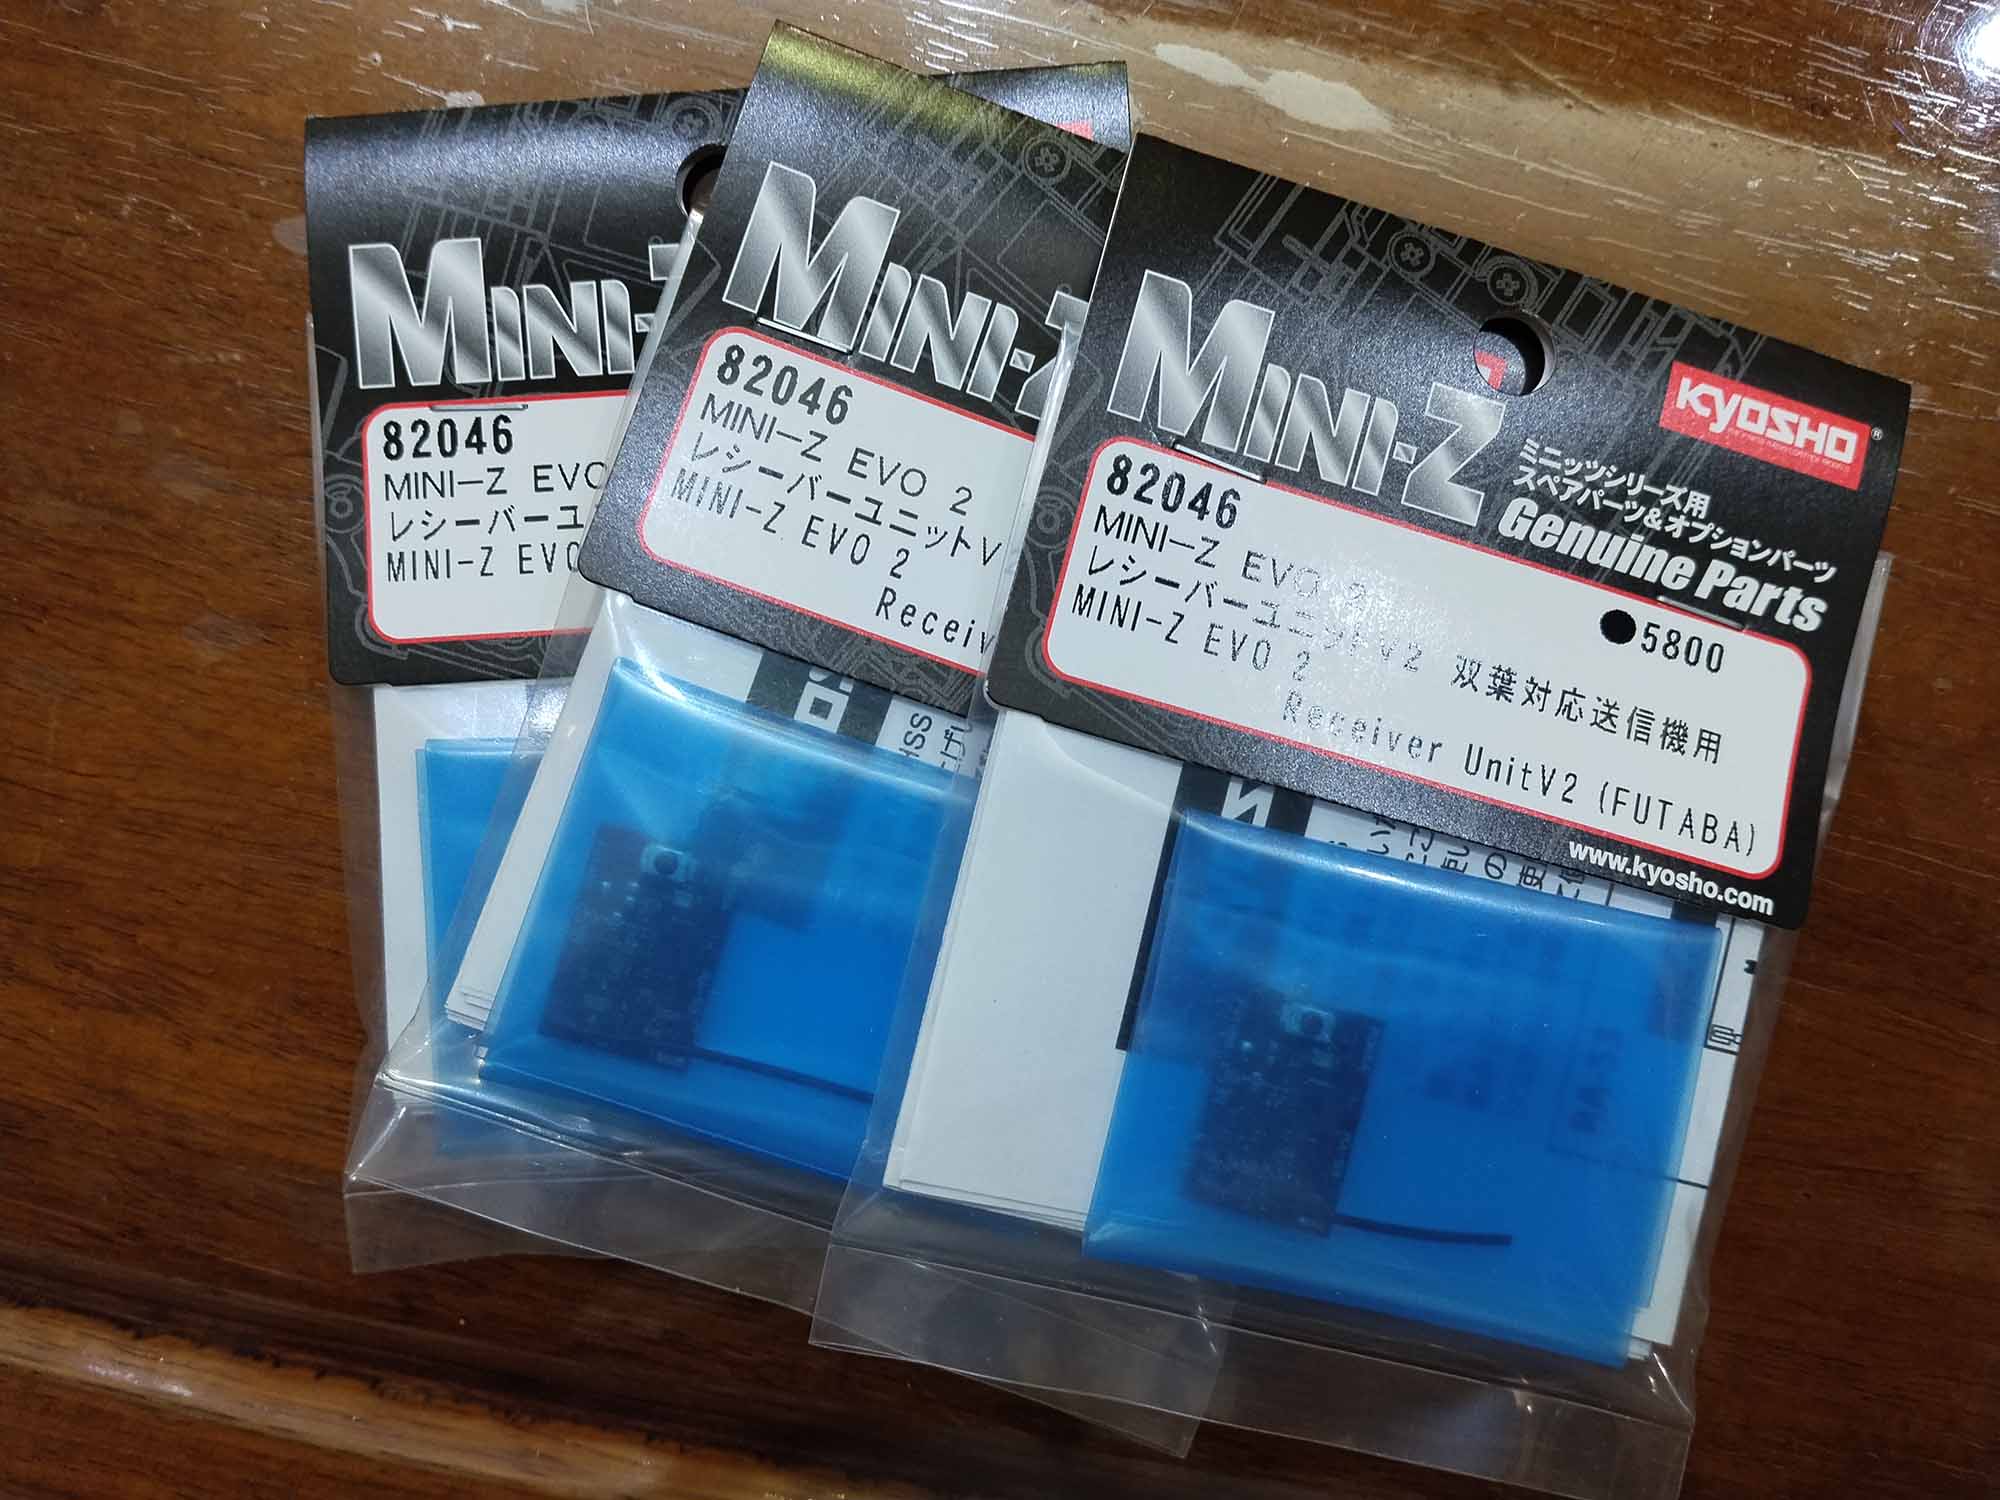 MINI-Z
82046
MINI-Z EVO
レシーバーユ
MINI-Z EVO
MINI-Z
82046
MINI-Z EVO 2
レシーバーユニットV
MINI-Z EVO 2
Receiv
MINI-Z
KYOSHO®
ミニッツシリーズ用
スペアパーツ&オプションパーツ
Genuine Parts
82046
MINI-Z EVO 2
●5800
レシーバーユニットV2 双葉対応送信機用
MINI-Z EVO 2
Receiver UnitV2 (FUTABA)
www.kyosho.com